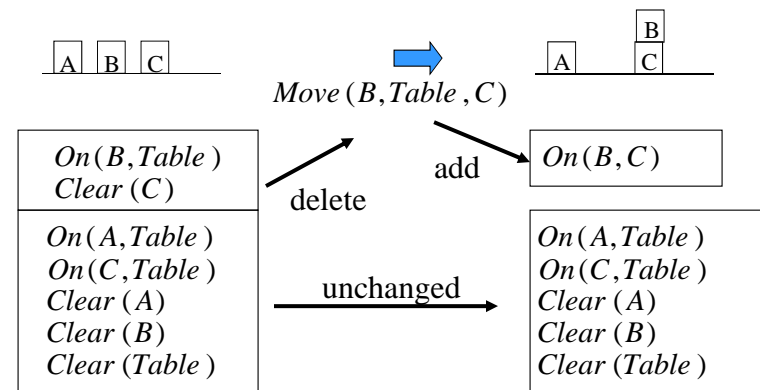 A B C
B
A C
Move(B,Table,C)
On(B,Table)
Clear(C)
delete
add
On(B,C)
On(A,Table)
On(C,Table)
Clear(A)
Clear(B)
Clear(Table)
unchanged
On(A,Table)
On(C,Table)
Clear(A)
Clear(B)
Clear(Table)